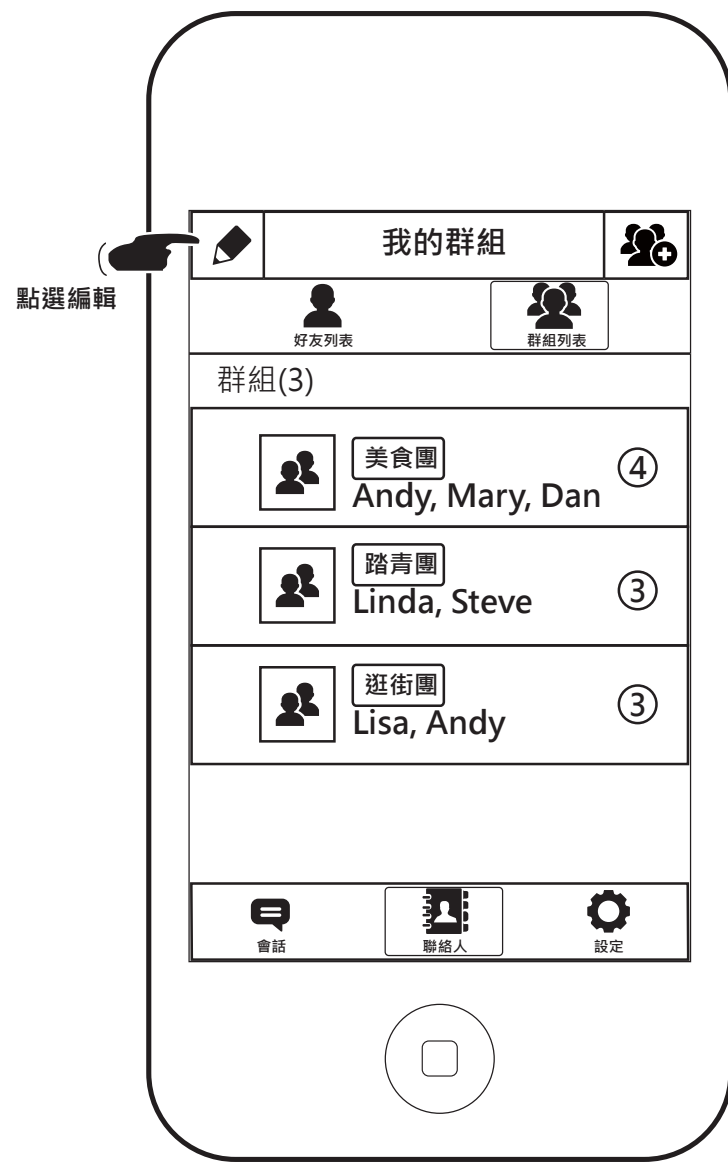 我的群組
點選編輯
好友列表
群組列表
群組(3)
美食團
Andy, Mary, Dan
④
踏青團
Linda, Steve
③
逛街團
Lisa, Andy
③
會話
聯絡人
設定